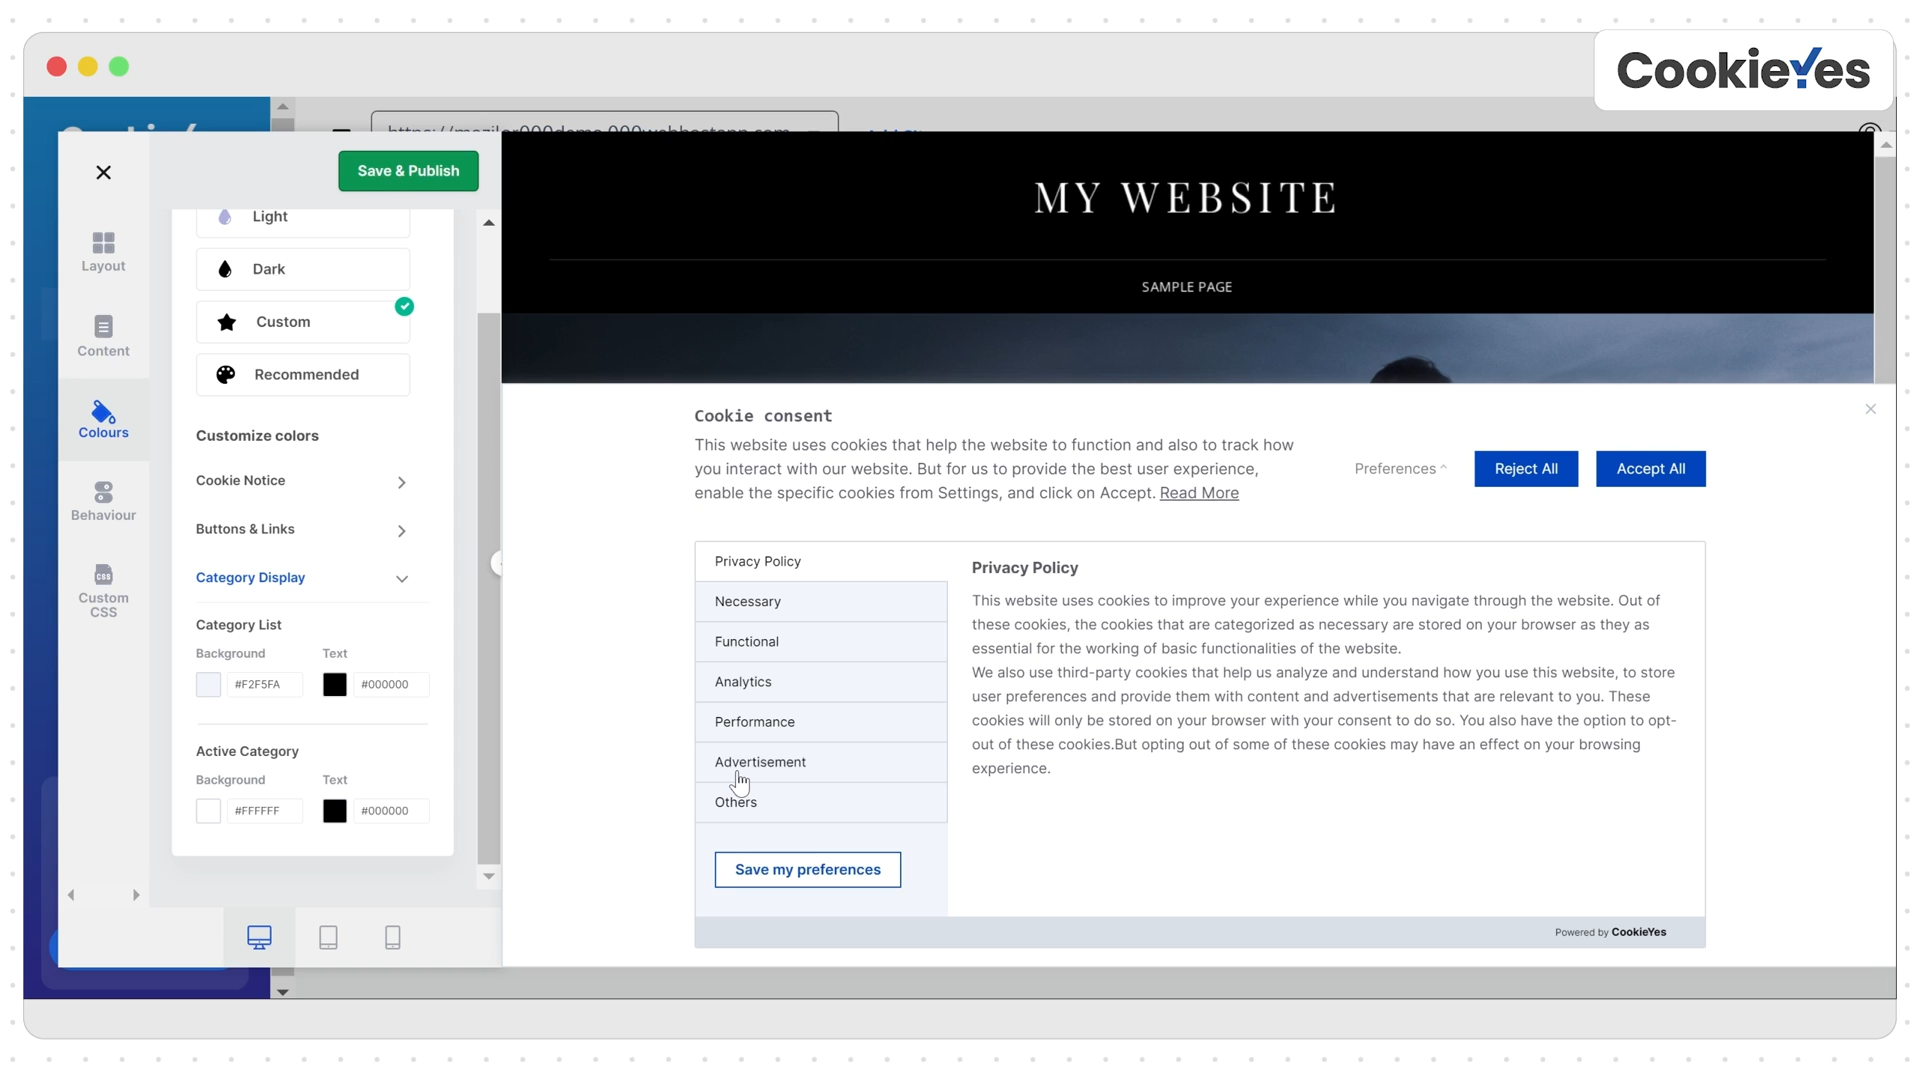 CookieYes
https://mozilor000demo.000webhostapp.com
Save & Publish
Layout
Content
Colours
Behaviour
Custom
CSS
Light
Dark
Custom
Recommended
Customize colors
Cookie Notice
Buttons & Links
Category Display
Category List
Background
Text
#F2F5FA
#000000
Active Category
Background
Text
#FFFFFF
#000000
MY WEBSITE
SAMPLE PAGE
Cookie consent
This website uses cookies that help the website to function and also to track how
you interact with our website. But for us to provide the best user experience,
enable the specific cookies from Settings, and click on Accept. Read More
Preferences ^
Reject All
Accept All
Privacy Policy
Necessary
Functional
Analytics
Performance
Advertisement
Others
Save my preferences
Privacy Policy
This website uses cookies to improve your experience while you navigate through the website. Out of
these cookies, the cookies that are categorized as necessary are stored on your browser as they as
essential for the working of basic functionalities of the website.
We also use third-party cookies that help us analyze and understand how you use this website, to store
user preferences and provide them with content and advertisements that are relevant to you. These
cookies will only be stored on your browser with your consent to do so. You also have the option to opt-
out of these cookies.But opting out of some of these cookies may have an effect on your browsing
experience.
Powered by CookieYes